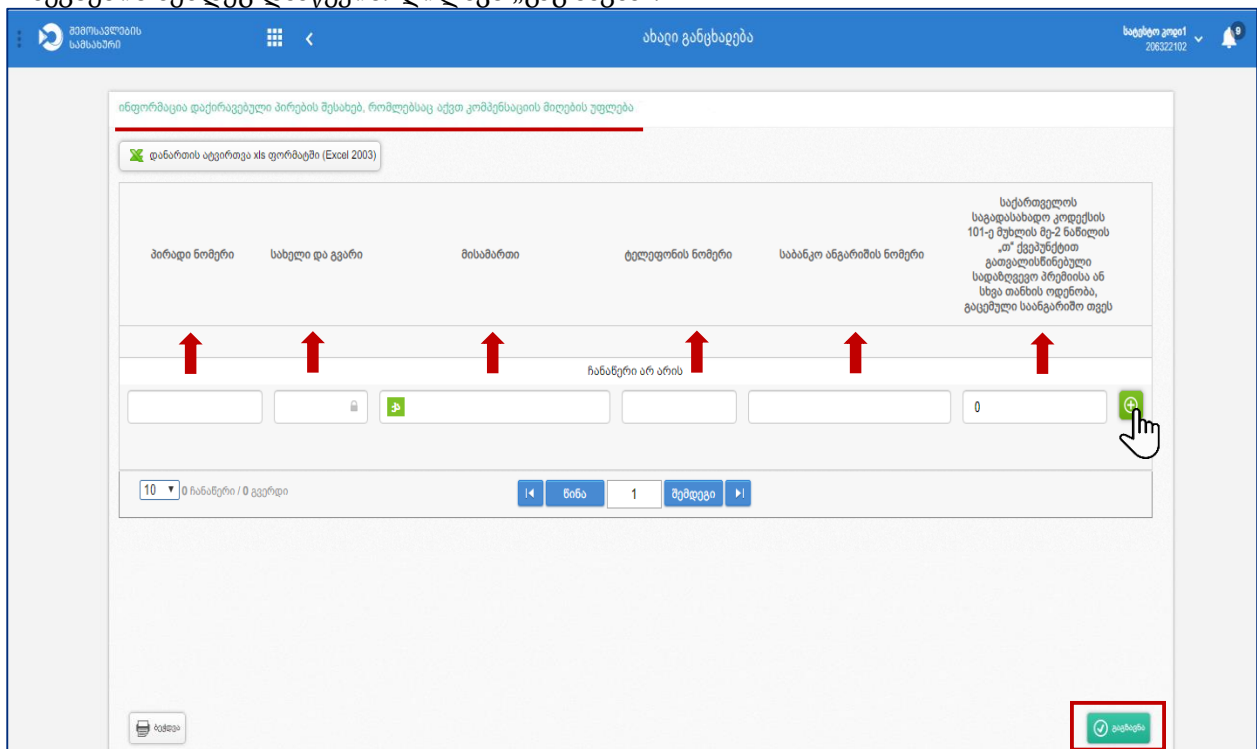 შემოსავლების
სამსახური
ახალი განცხადება
სატესტო კოდი1
206322102
9
ინფორმაცია დაქირავებული პირების შესახებ, რომლებსაც აქვთ კომპენსაციის მიღების უფლება
დანართის ატვირთვა xls ფორმატში (Excel 2003)
პირადი ნომერი
სახელი და გვარი
მისამართი
ტელეფონის ნომერი
საბანკო ანგარიშის ნომერი
საქართველოს
საგადასახადო კოდექსის
101-ე მუხლის მე-2 ნაწილის
„თ“ ქვეპუნქტით
გათვალისწინებული
სადაზღვევო პრემიისა ან
სხვა თანხის ოდენობა,
გაცემული საანგარიშო თვეს
ჩანაწერი არ არის
0
10 0 ჩანაწერი / 0 გვერდი
წინა 1 შემდეგი
ბეჭდვა
გაგზავნა